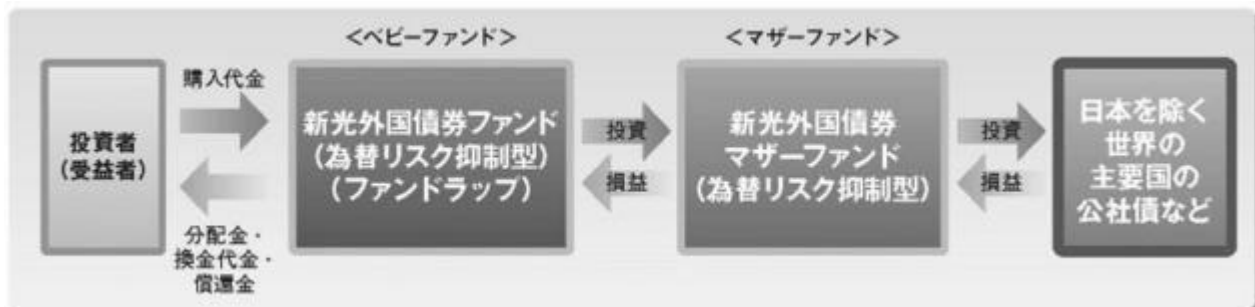 <ベビーファンド>
<マザーファンド>
投資者
(受益者)
購入代金
分配金・
換金代金・
償還金
新光外国債券ファンド
(為替リスク抑制型)
(ファンドラップ)
投資
損益
新光外国債券
マザーファンド
(為替リスク抑制型)
投資
損益
日本を除く
世界の
主要国の
公社債など